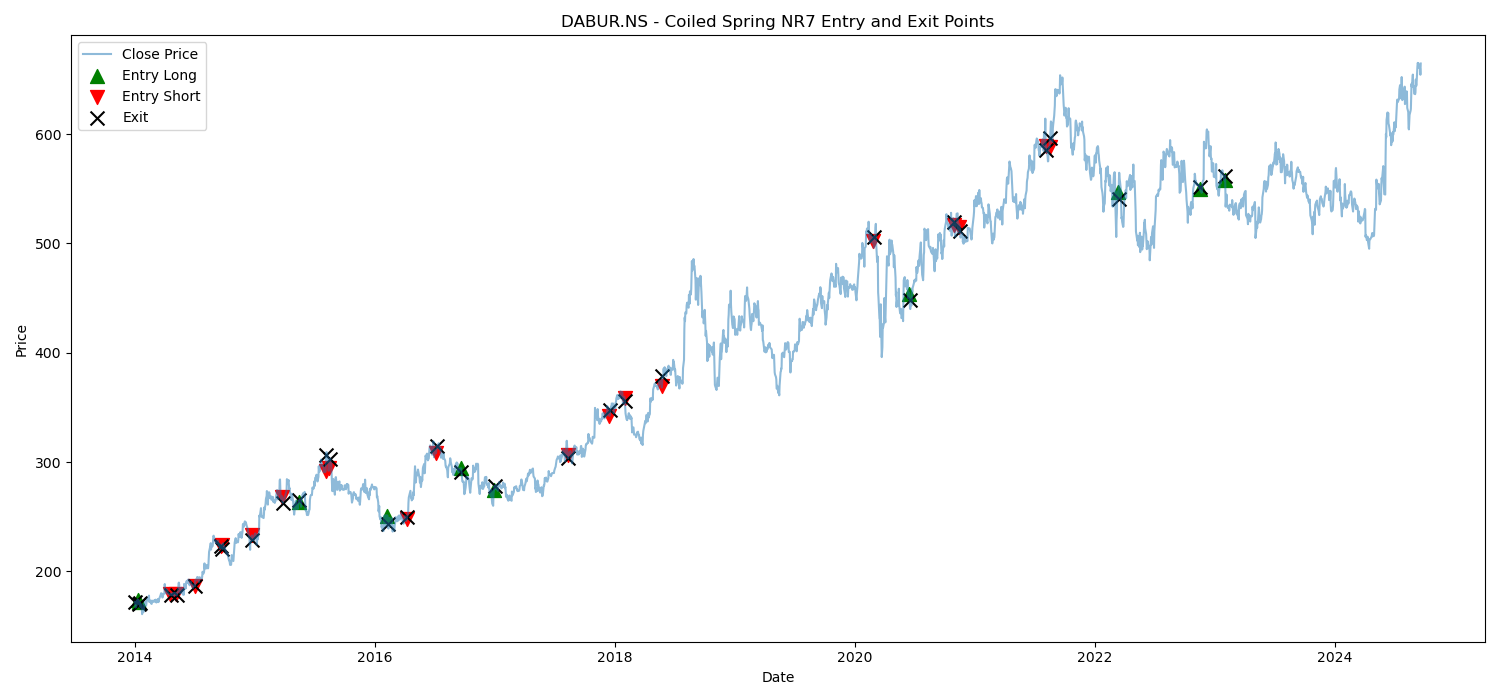 DABUR.NS - Coiled Spring NR7 Entry and Exit Points
Close Price
Entry Long
Entry Short
Exit
Price
600
500
400
300
200
2014 2016 2018 2020 2022 2024
Date